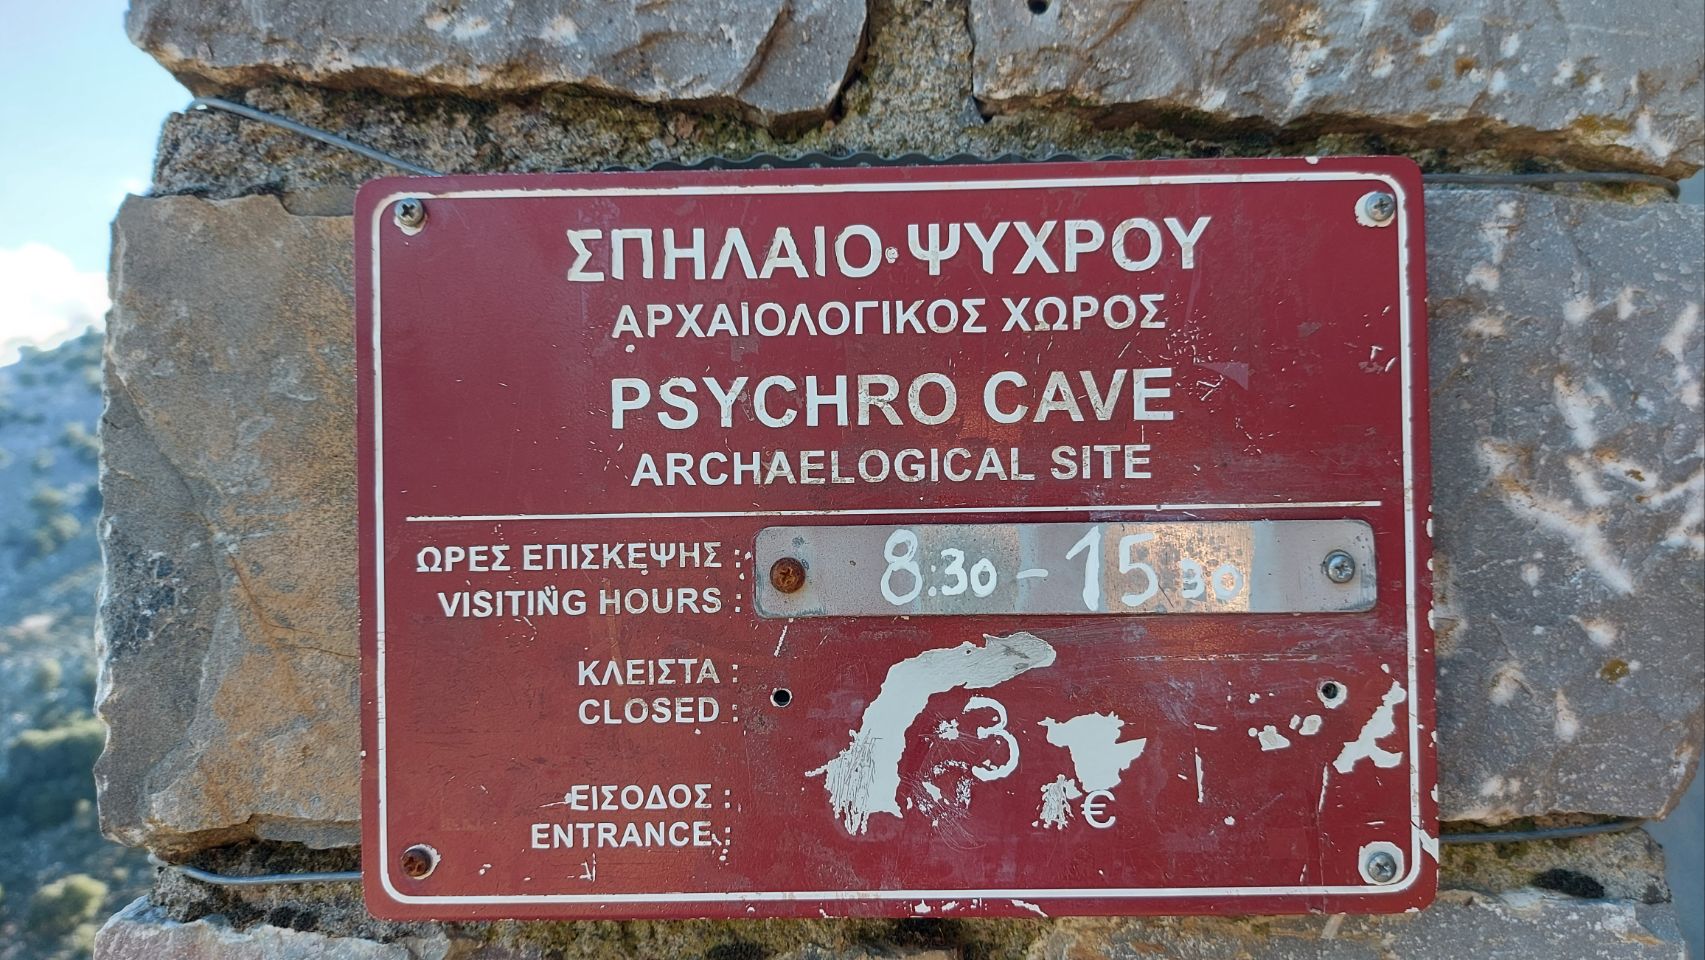 ΣΠΗΛΑΙΟ ΨΥΧΡΟΥ
ΑΡΧΑΙΟΛΟΓΙΚΟΣ ΧΩΡΟΣ
PSYCHRO CAVE
ARCHAELOGICAL SITE
ΩΡΕΣ ΕΠΙΣΚΕΨΗΣ : 8:30 - 15 30
VISITING HOURS :
ΚΛΕΙΣΤΑ :
CLOSED :
3
ΕΙΣΟΔΟΣ : €
ENTRANCE :